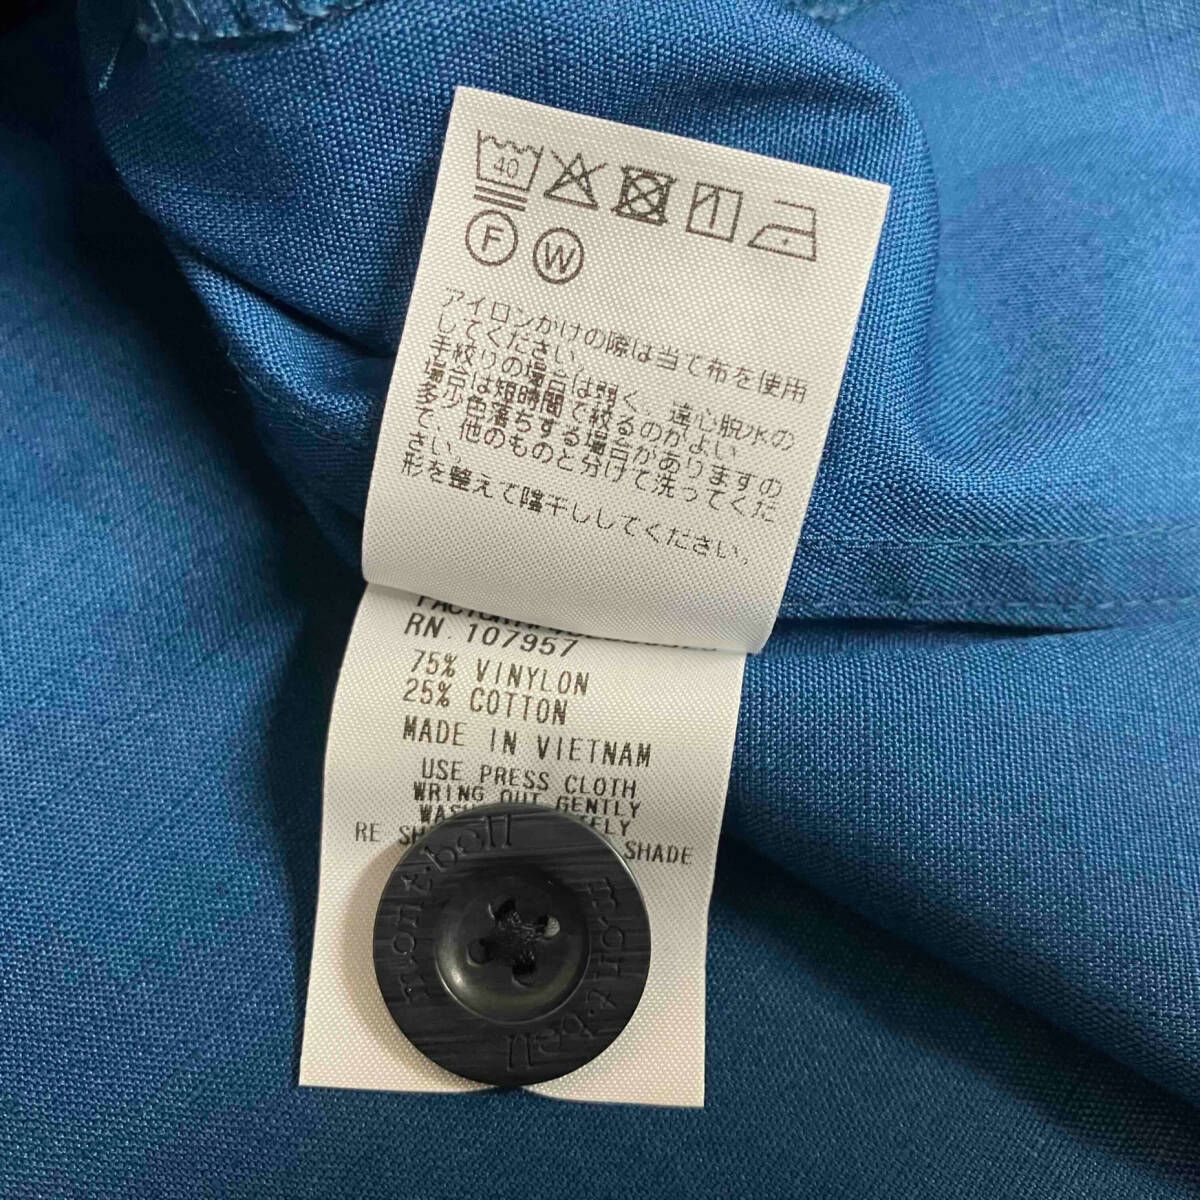 40
F W
アイロンかけの際は当て布を使用
してください。
手絞りの場合は弱く、遠心脱水の
場合は短時間で絞るのがよい
多少色落ちする場合がありますの
で、他のものと分けて洗ってくだ
さい。
形を整えて陰干ししてください。
RN.107957
75% VINYLON
25% COTTON
MADE IN VIETNAM
USE PRESS CLOTH
WRING OUT GENTLY
RE SHADE
mont-bell
mont-bell